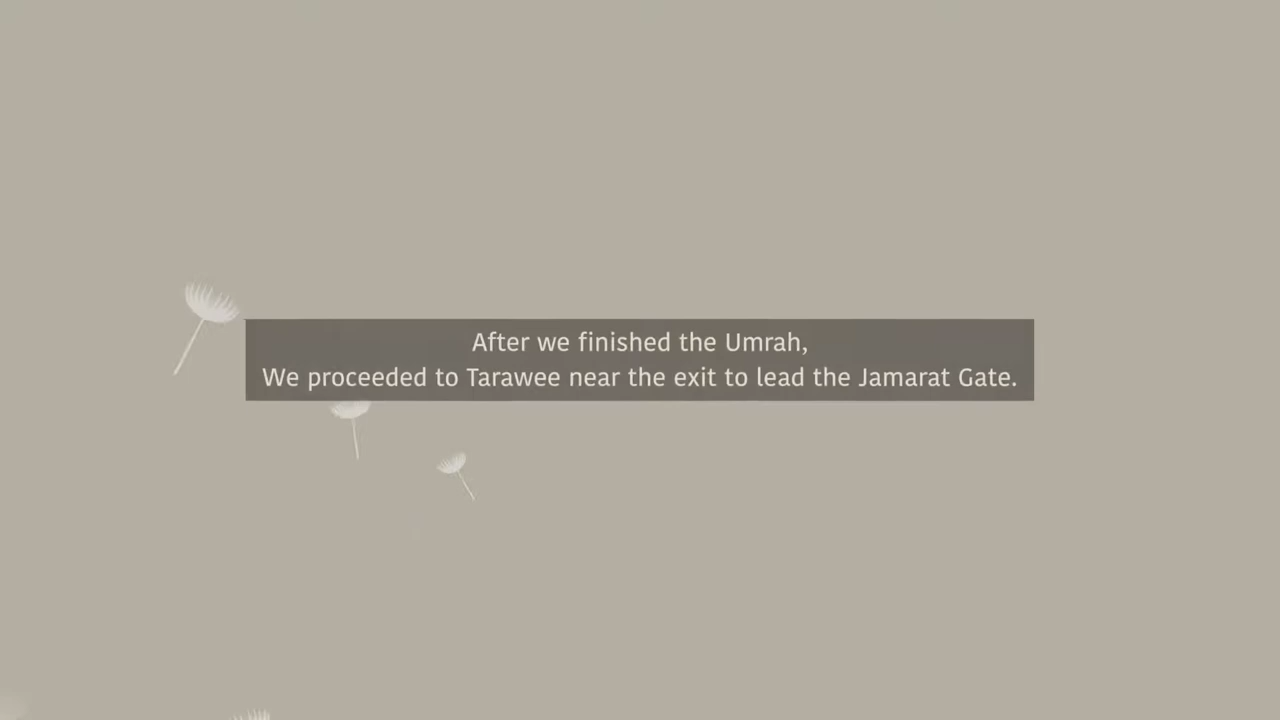 After we finished the Umrah,
We proceeded to Tarawee near the exit to lead the Jamarat Gate.